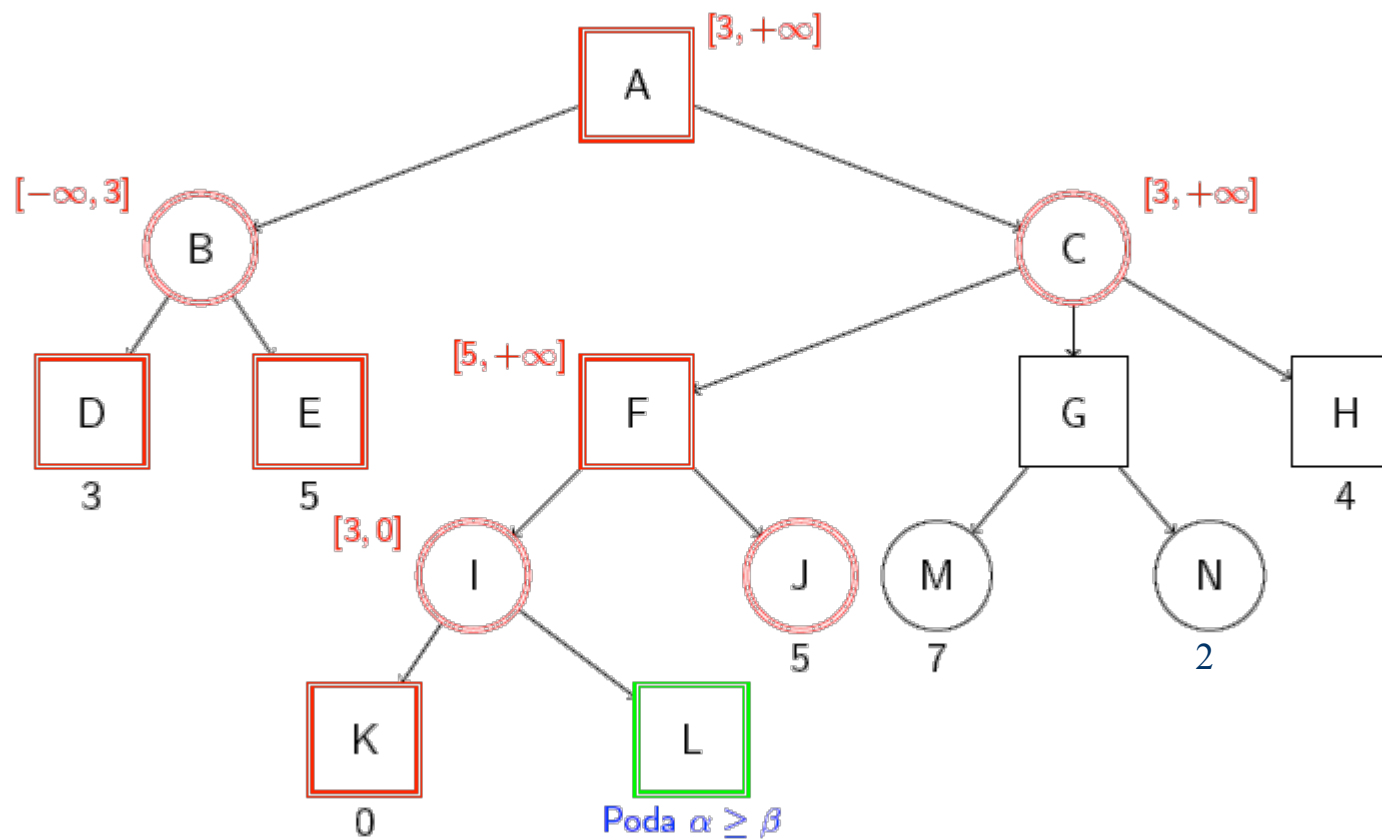 [3, +∞]
A
[−∞, 3]
B
C
[3, +∞]
D
E
[5, +∞]
F
G
H
3
5
4
[3, 0]
I
J
M
N
5
7
2
K
L
0
Poda α ≥ β